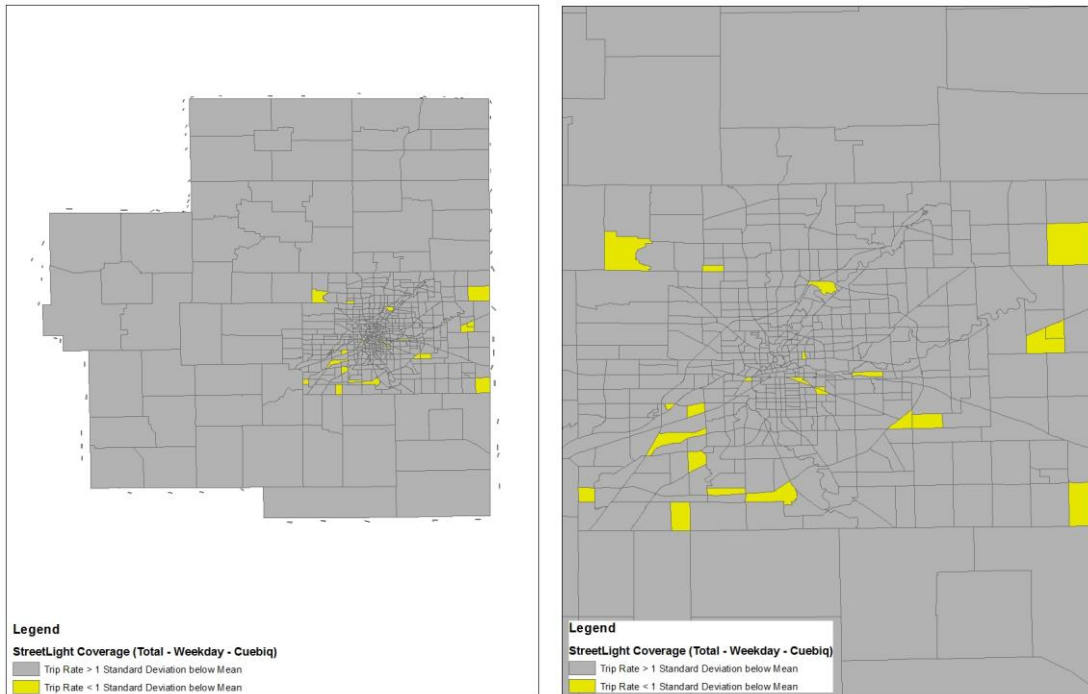 Legend
StreetLight Coverage (Total - Weekday - Cuebiq)
Trip Rate > 1 Standard Deviation below Mean
Trip Rate < 1 Standard Deviation below Mean
Legend
StreetLight Coverage (Total - Weekday - Cuebiq)
Trip Rate > 1 Standard Deviation below Mean
Trip Rate < 1 Standard Deviation below Mean